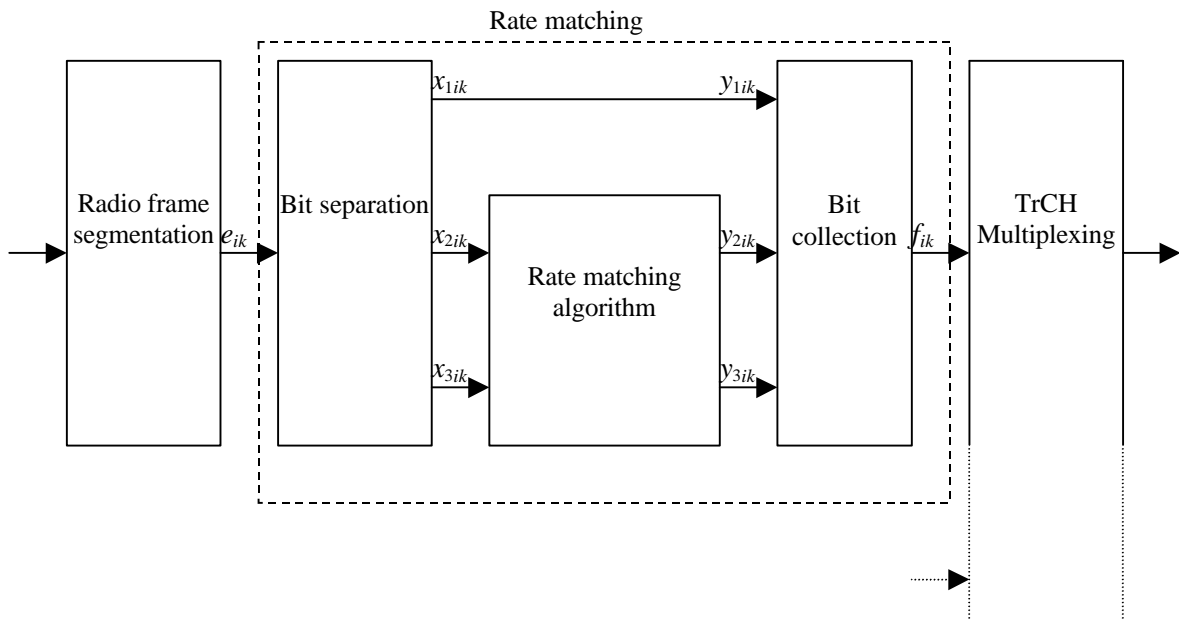 Rate matching
x1ik
y1ik
Radio frame
segmentation
eik
Bit separation
x2ik
y2ik
Rate matching
algorithm
x3ik
y3ik
Bit
collection
fik
TrCH
Multiplexing